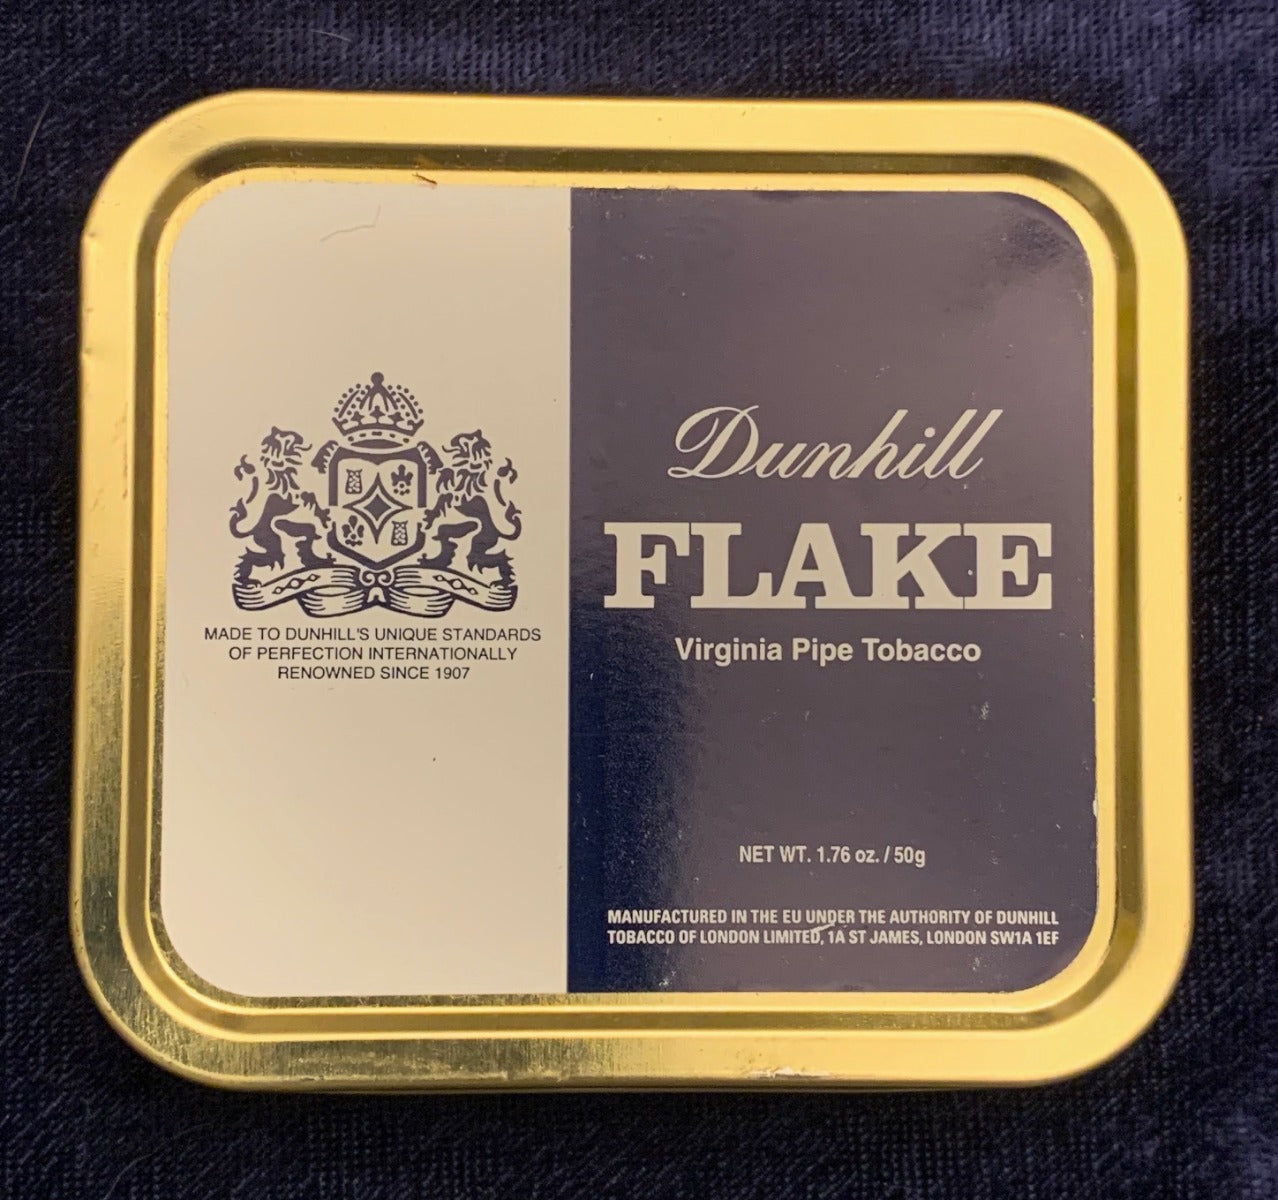 MADE TO DUNHILL'S UNIQUE STANDARDS
OF PERFECTION INTERNATIONALLY
RENOWNED SINCE 1907
Dunhill
FLAKE
Virginia Pipe Tobacco
NET WT. 1.76 oz. / 50g
MANUFACTURED IN THE EU UNDER THE AUTHORITY OF DUNHILL
TOBACCO OF LONDON LIMITED, 1A ST JAMES, LONDON SW1A 1EF